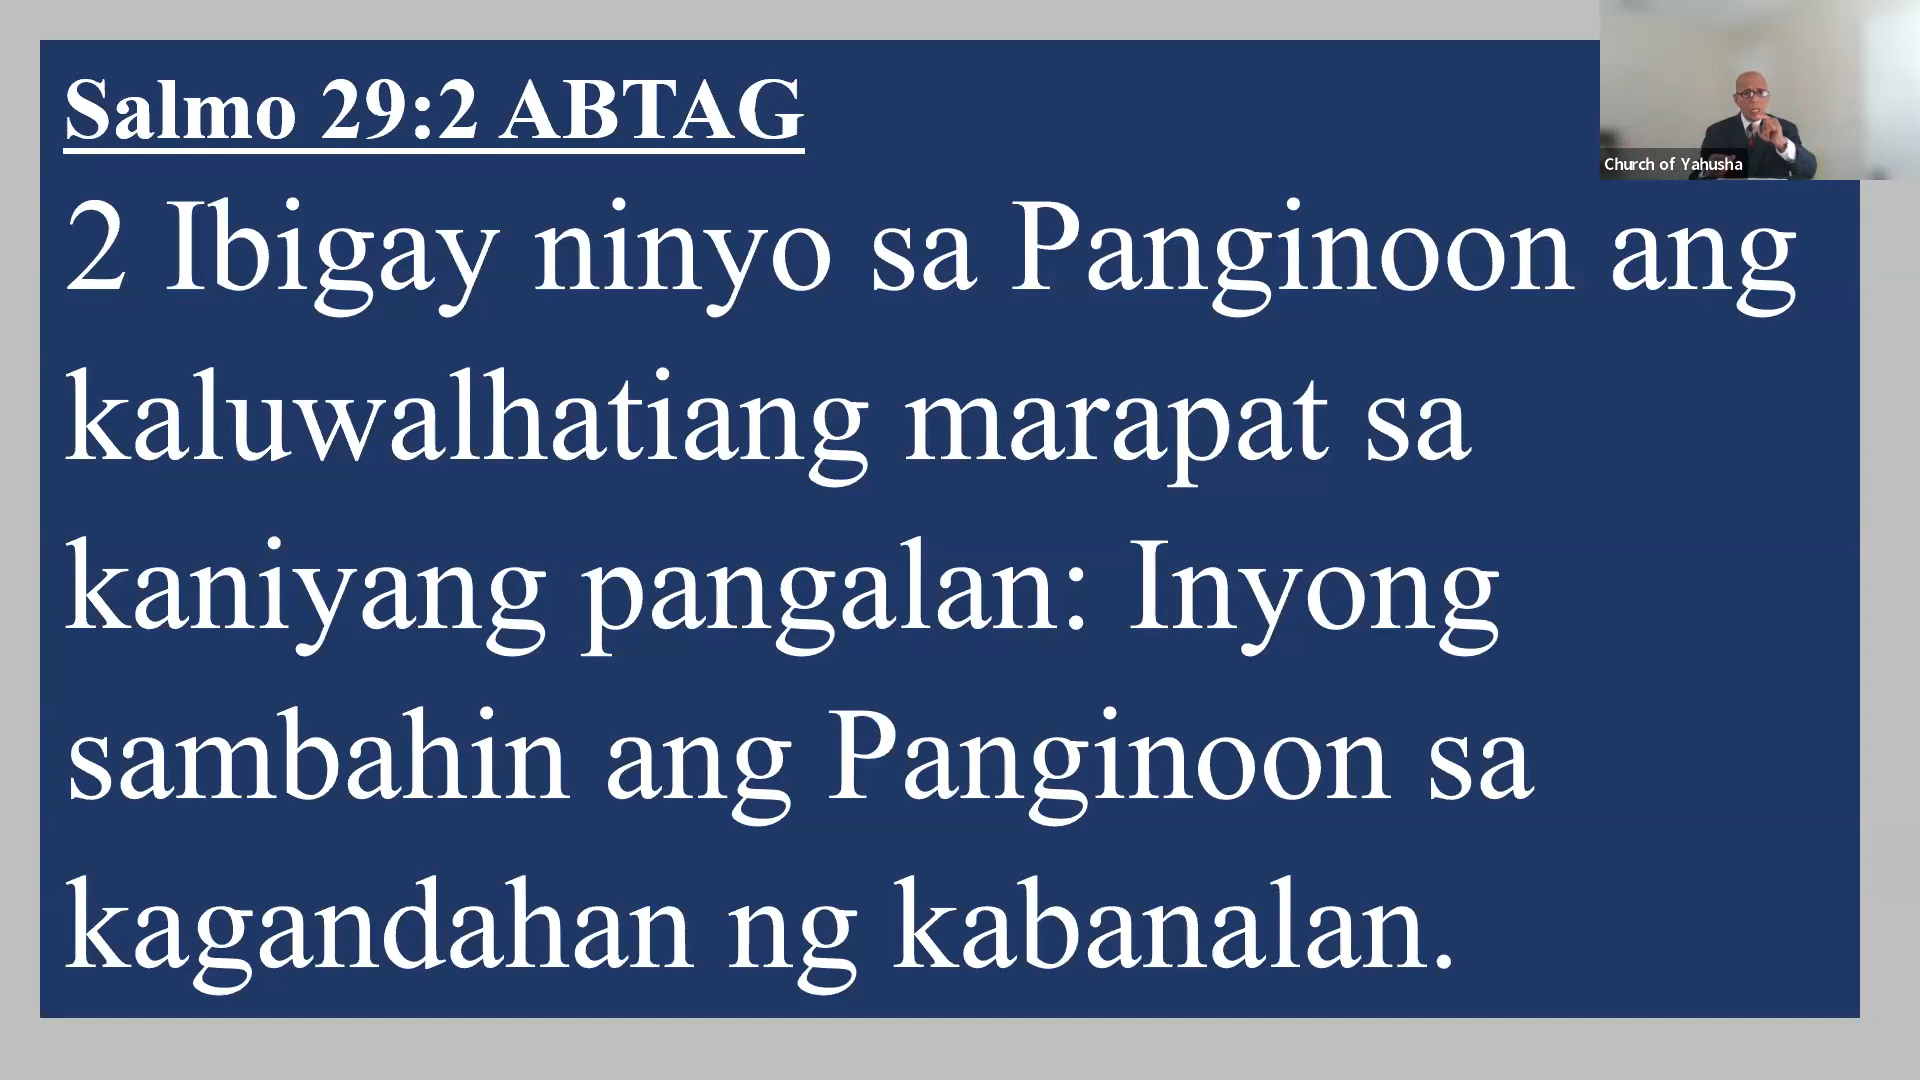 Salmo 29:2 ABTAG
Church of Yahusha
2 Ibigay ninyo sa Panginoon ang
kaluwalhatiang marapat sa
kaniyang pangalan: Inyong
sambahin ang Panginoon sa
kagandahan ng kabanalan.